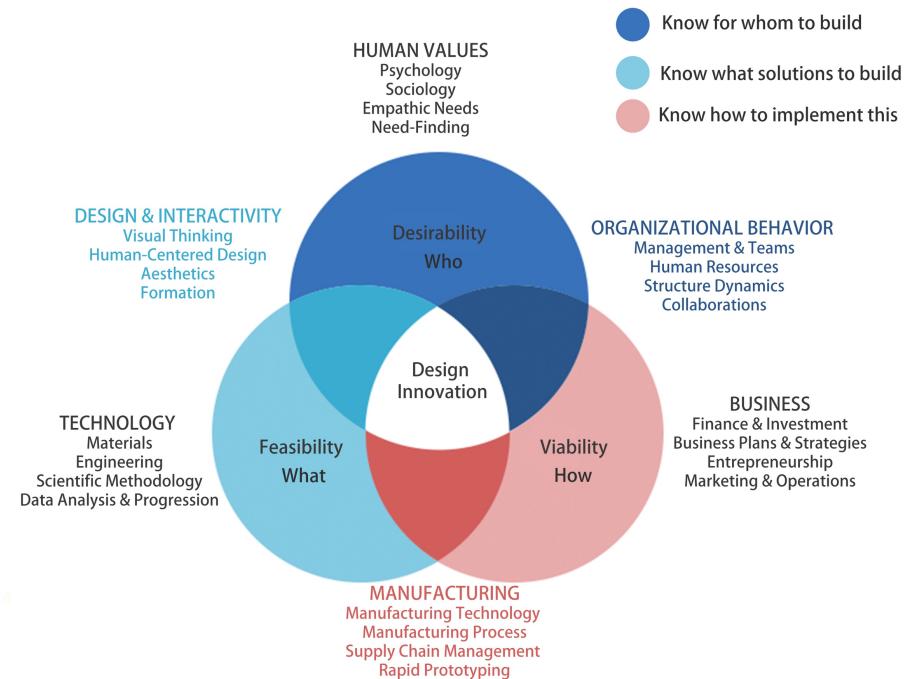 Know for whom to build
Know what solutions to build
Know how to implement this
HUMAN VALUES
Psychology
Sociology
Empathic Needs
Need-Finding
DESIGN & INTERACTIVITY
Visual Thinking
Human-Centered Design
Aesthetics
Formation
Desirability
Who
ORGANIZATIONAL BEHAVIOR
Management & Teams
Human Resources
Structure Dynamics
Collaborations
Design
Innovation
TECHNOLOGY
Materials
Engineering
Scientific Methodology
Data Analysis & Progression
Feasibility
What
Viability
How
BUSINESS
Finance & Investment
Business Plans & Strategies
Entrepreneurship
Marketing & Operations
MANUFACTURING
Manufacturing Technology
Manufacturing Process
Supply Chain Management
Rapid Prototyping